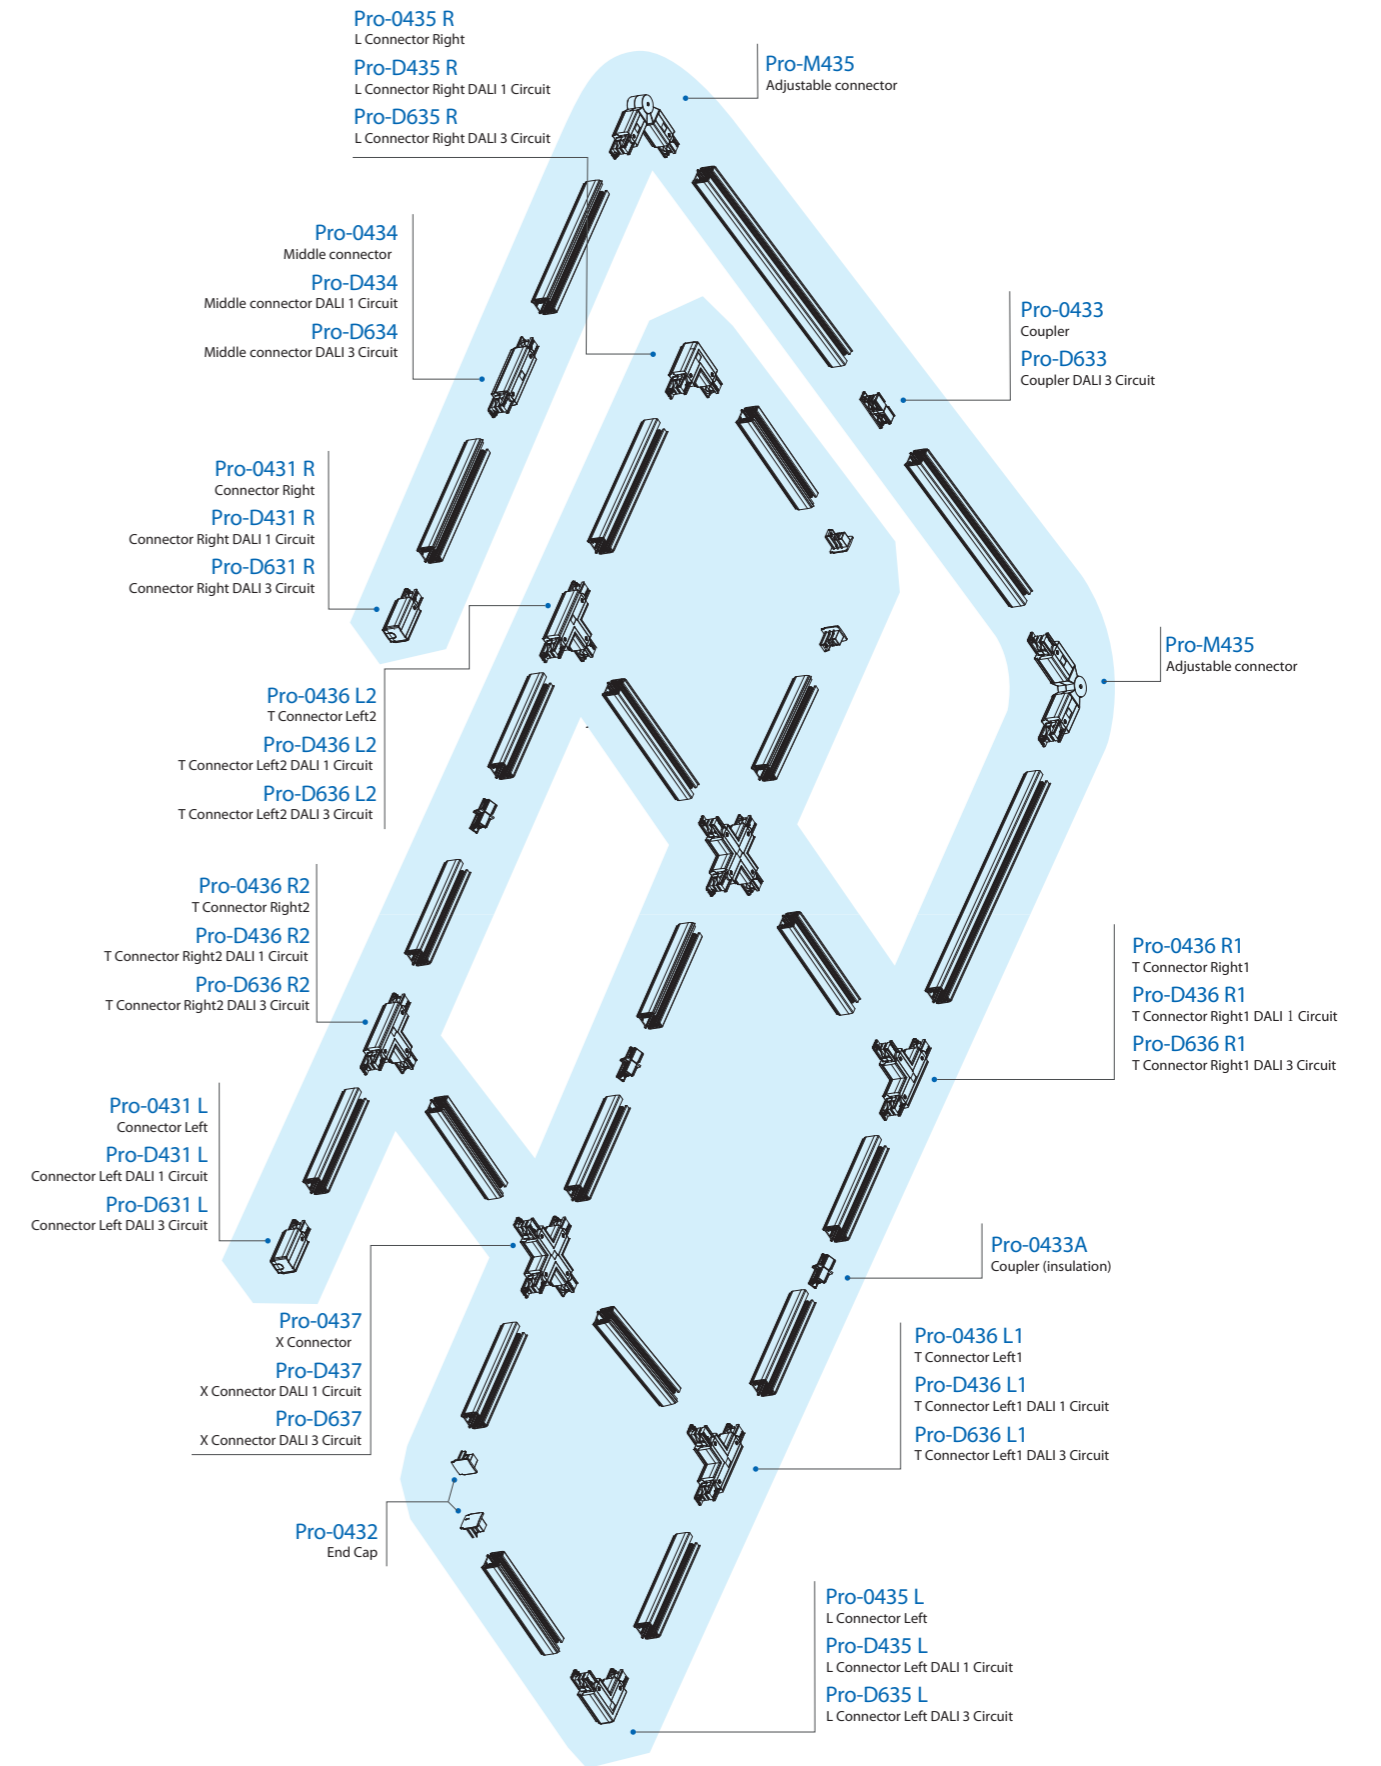 Pro-0435 R
L Connector Right
Pro-D435 R
L Connector Right DALI 1 Circuit
Pro-D635 R
L Connector Right DALI 3 Circuit
Pro-M435
Adjustable connector
Pro-0434
Middle connector
Pro-D434
Middle connector DALI 1 Circuit
Pro-D634
Middle connector DALI 3 Circuit
Pro-0433
Coupler
Pro-D633
Coupler DALI 3 Circuit
Pro-0431 R
Connector Right
Pro-D431 R
Connector Right DALI 1 Circuit
Pro-D631 R
Connector Right DALI 3 Circuit
Pro-M435
Adjustable connector
Pro-0436 L2
T Connector Left2
Pro-D436 L2
T Connector Left2 DALI 1 Circuit
Pro-D636 L2
T Connector Left2 DALI 3 Circuit
Pro-0436 R2
T Connector Right2
Pro-D436 R2
T Connector Right2 DALI 1 Circuit
Pro-D636 R2
T Connector Right2 DALI 3 Circuit
Pro-0436 R1
T Connector Right1
Pro-D436 R1
T Connector Right1 DALI 1 Circuit
Pro-D636 R1
T Connector Right1 DALI 3 Circuit
Pro-0431 L
Connector Left
Pro-D431 L
Connector Left DALI 1 Circuit
Pro-D631 L
Connector Left DALI 3 Circuit
Pro-0433A
Coupler (insulation)
Pro-0437
X Connector
Pro-D437
X Connector DALI 1 Circuit
Pro-D637
X Connector DALI 3 Circuit
Pro-0436 L1
T Connector Left1
Pro-D436 L1
T Connector Left1 DALI 1 Circuit
Pro-D636 L1
T Connector Left1 DALI 3 Circuit
Pro-0432
End Cap
Pro-0435 L
L Connector Left
Pro-D435 L
L Connector Left DALI 1 Circuit
Pro-D635 L
L Connector Left DALI 3 Circuit